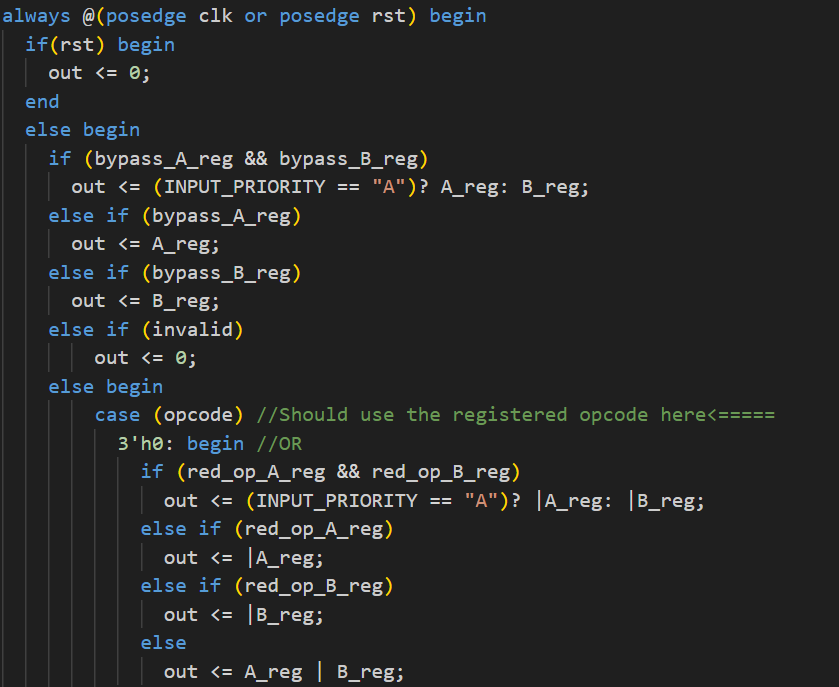 always @(posedge clk or posedge rst) begin
if(rst) begin
out <= 0;
end
else begin
if (bypass_A_reg && bypass_B_reg)
out <= (INPUT_PRIORITY == "A")? A_reg: B_reg;
else if (bypass_A_reg)
out <= A_reg;
else if (bypass_B_reg)
out <= B_reg;
else if (invalid)
out <= 0;
else begin
case (opcode) //Should use the registered opcode here<=====
3'h0: begin //OR
if (red_op_A_reg && red_op_B_reg)
out <= (INPUT_PRIORITY == "A")? |A_reg: |B_reg;
else if (red_op_A_reg)
out <= |A_reg;
else if (red_op_B_reg)
out <= |B_reg;
else
out <= A_reg | B_reg;